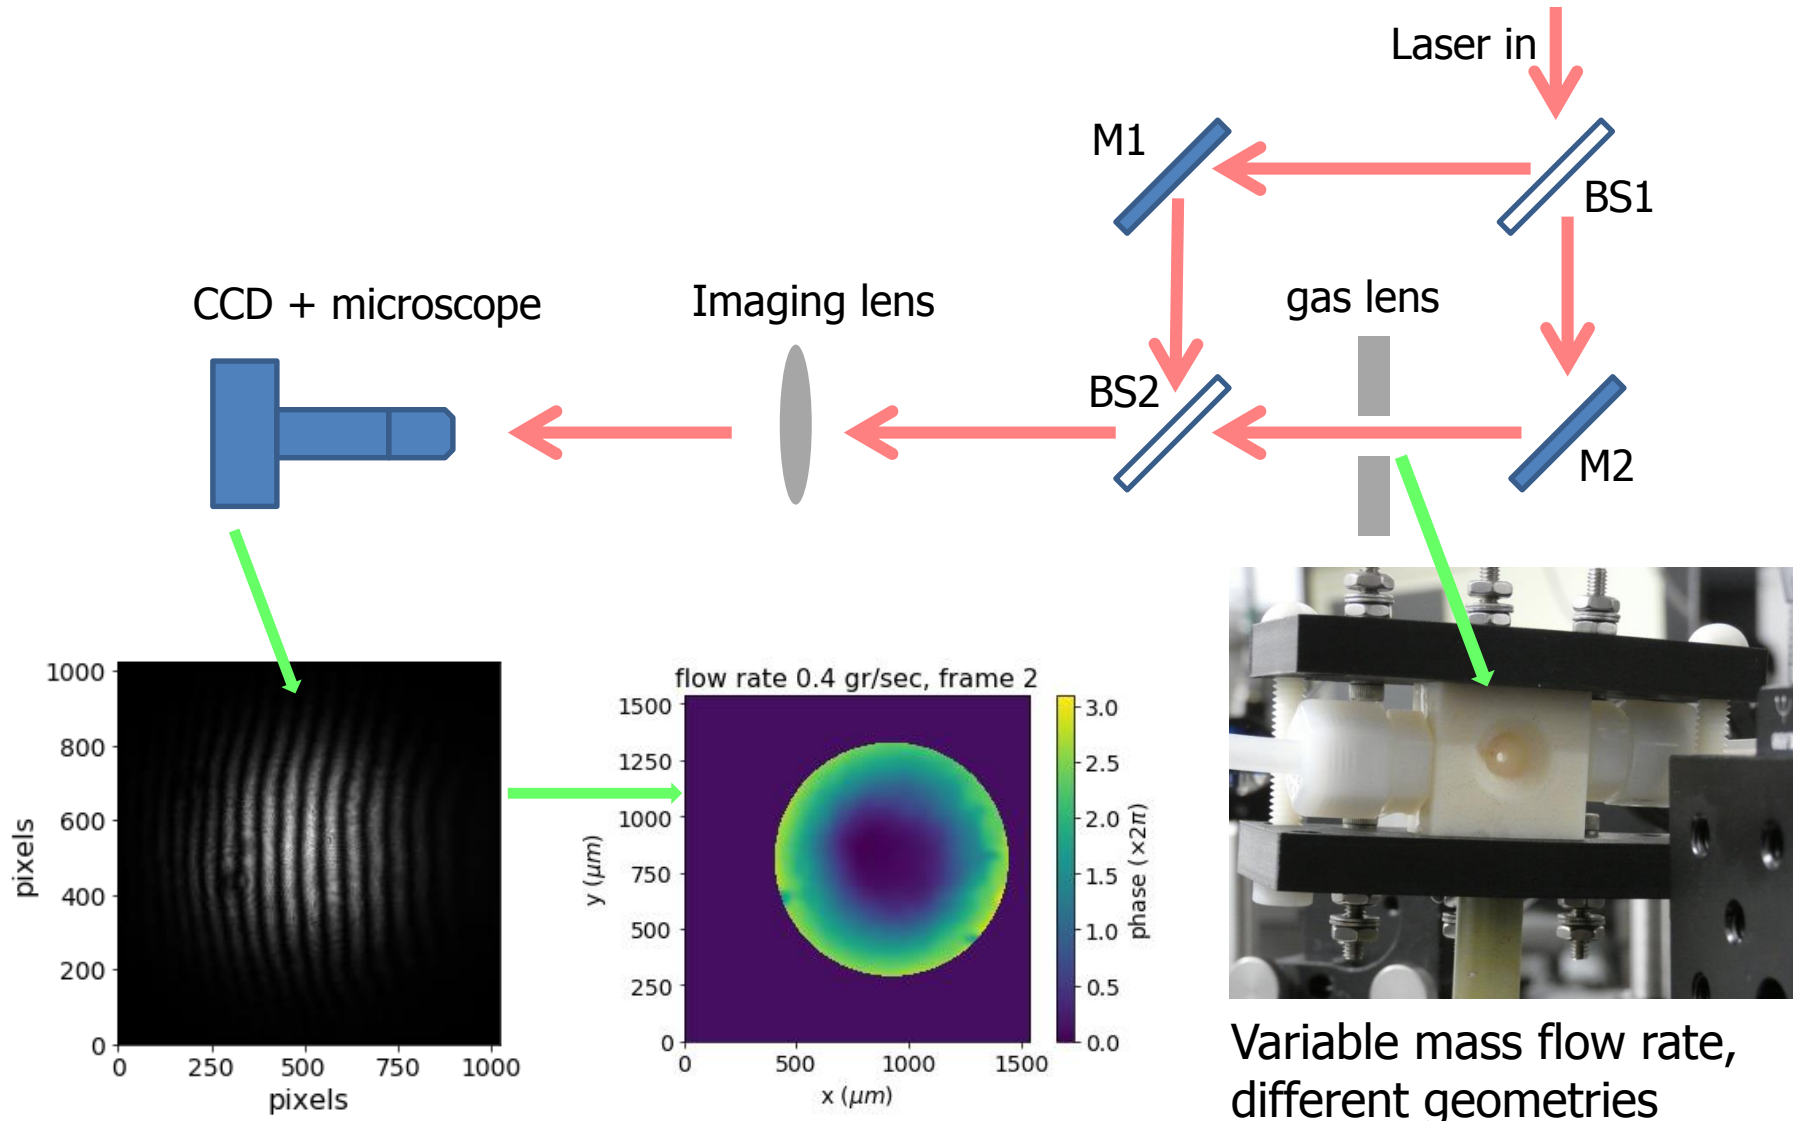 Laser in
M1
BS1
CCD + microscope
Imaging lens
gas lens
BS2
M2
flow rate 0.4 gr/sec, frame 2
1000
800
600
400
200
0
pixels
0
250
500
750
1000
pixels
1500
1250
1000
750
500
250
0
y (μm)
0
500
1000
1500
x (μm)
3.0
2.5
2.0
1.5
1.0
0.5
0.0
phase (×2π)
Variable mass flow rate,
different geometries